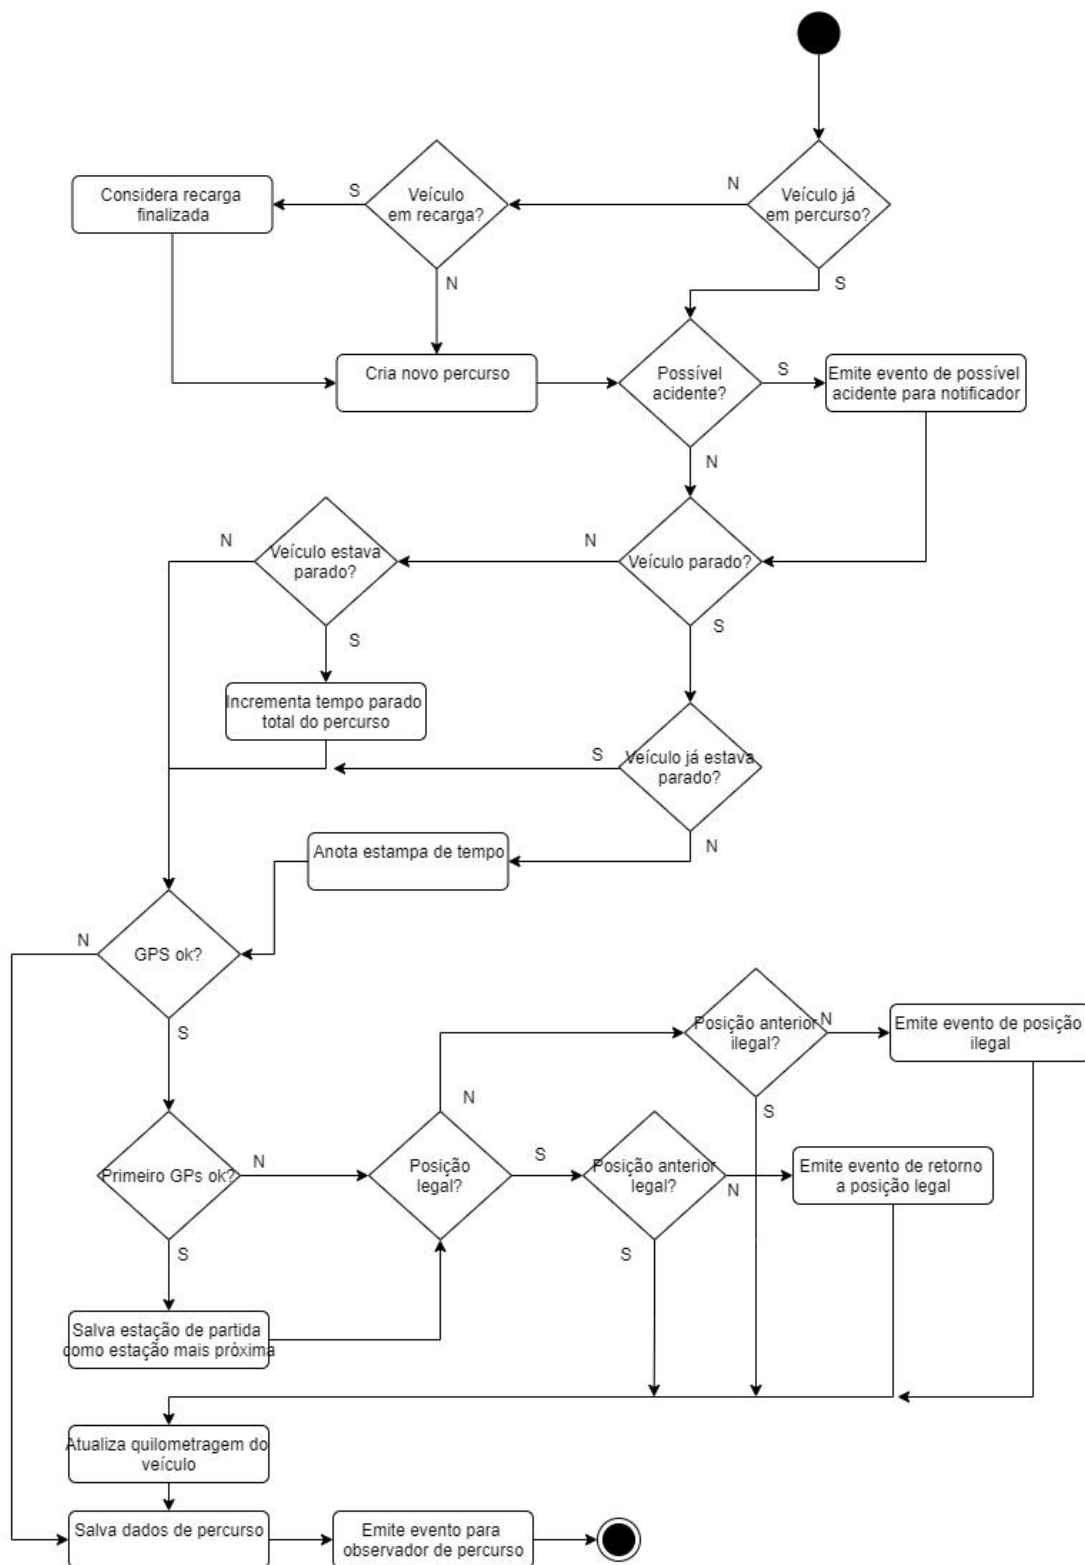 Veículo já
em percurso?
N
S
Veículo
em recarga?
S
N
Considera recarga
finalizada
Cria novo percurso
Possível
acidente?
S
N
Emite evento de possível
acidente para notificador
Veículo parado?
N
S
Veículo estava
parado?
N
S
Incrementa tempo parado
total do percurso
Veículo já estava
parado?
S
N
Anota estampa de tempo
GPS ok?
N
S
Posição anterior
ilegal?
N
S
Emite evento de posição
ilegal
Primeiro GPs ok?
N
S
Posição
legal?
N
S
Posição anterior
legal?
N
S
Emite evento de retorno
a posição legal
Salva estação de partida
como estação mais próxima
Atualiza quilometragem do
veículo
Salva dados de percurso
Emite evento para
observador de percurso